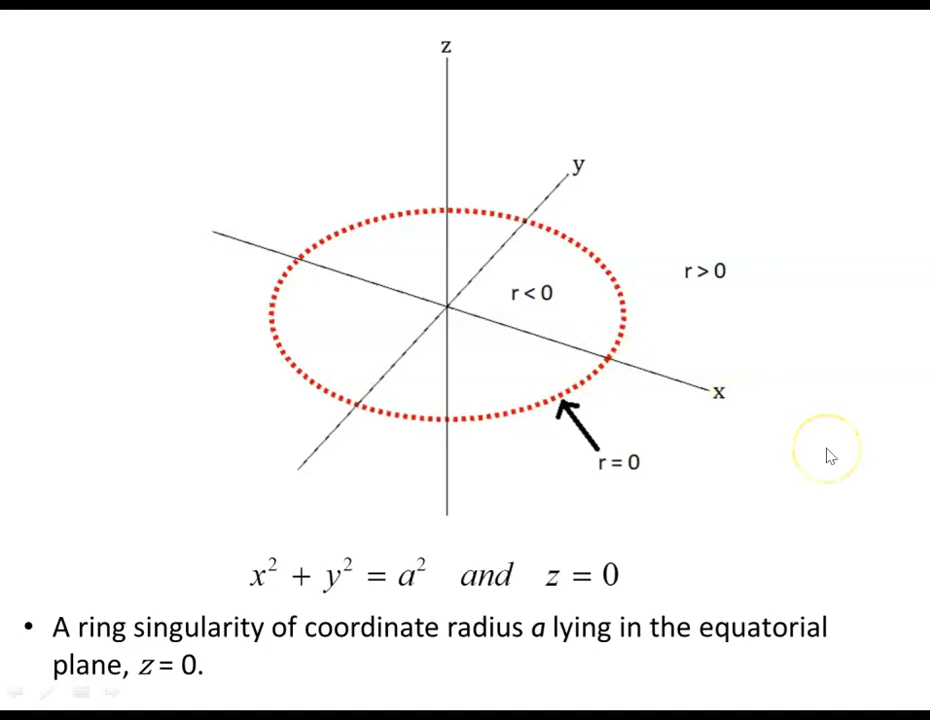 z
y
r > 0
r < 0
x
r = 0
x² + y² = a² and z = 0
• A ring singularity of coordinate radius a lying in the equatorial
plane, z = 0.